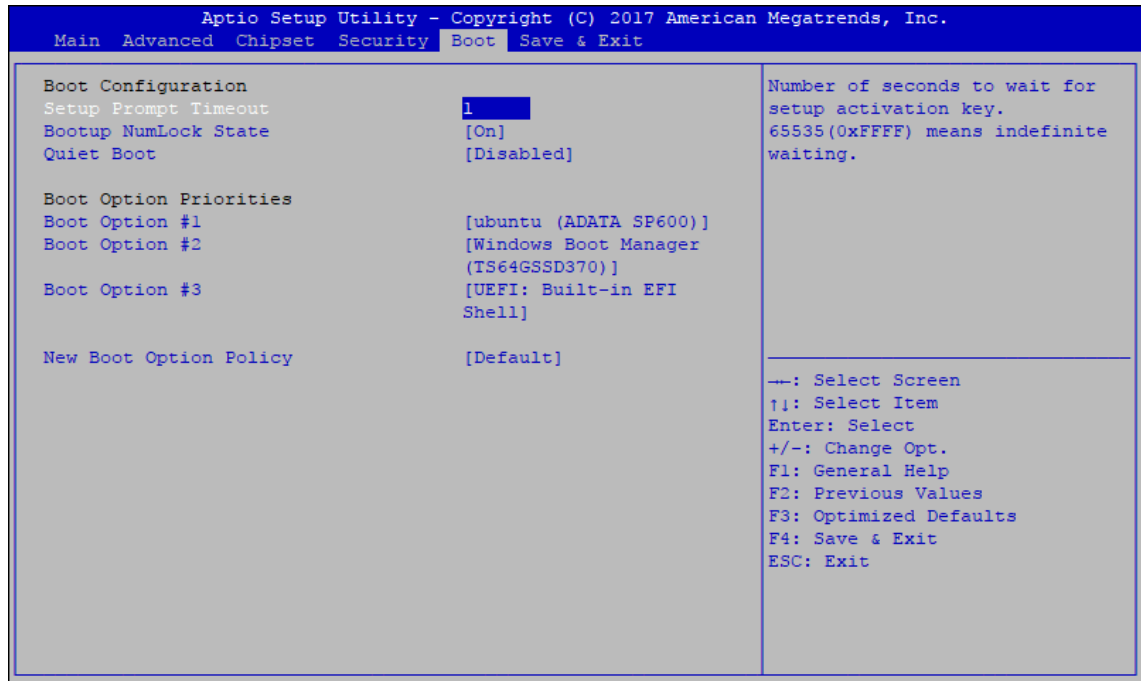 Aptio Setup Utility – Copyright (C) 2017 American Megatrends, Inc.
Main Advanced Chipset Security Boot Save & Exit
Boot Configuration
Setup Prompt Timeout 1
Bootup NumLock State [On]
Quiet Boot [Disabled]
Boot Option Priorities
Boot Option #1 [ubuntu (ADATA SP600)]
Boot Option #2 [Windows Boot Manager
(TS64GSSD370)]
Boot Option #3 [UEFI: Built-in EFI
Shell]
New Boot Option Policy [Default]
Number of seconds to wait for
setup activation key.
65535(0xFFFF) means indefinite
waiting.
→←: Select Screen
↑↓: Select Item
Enter: Select
+/-: Change Opt.
F1: General Help
F2: Previous Values
F3: Optimized Defaults
F4: Save & Exit
ESC: Exit